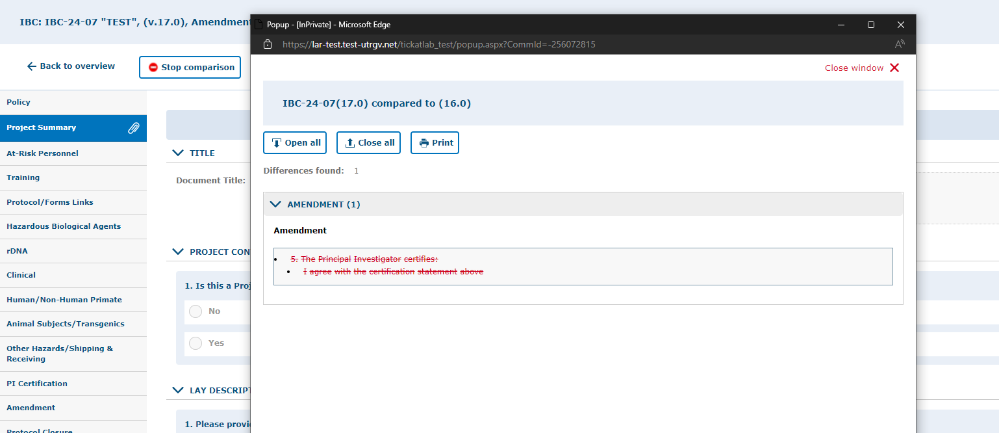 IBC: IBC-24-07 "TEST", (v.17.0), Amendment
Back to overview
Stop comparison
Policy
Project Summary
At-Risk Personnel
Training
Protocol/Forms Links
Hazardous Biological Agents
rDNA
Clinical
Human/Non-Human Primate
Animal Subjects/Transgenics
Other Hazards/Shipping &
Receiving
PI Certification
Amendment
Protocol Closure
TITLE
Document Title:
PROJECT CON
1. Is this a Proj
No
Yes
LAY DESCRIPT
1. Please provi
Popup - [InPrivate] - Microsoft Edge
https://lar-test.test-utrgv.net/tickatlab_test/popup.aspx?CommId=-256072815
Close window
IBC-24-07(17.0) compared to (16.0)
Open all
Close all
Print
Differences found: 1
AMENDMENT (1)
Amendment
5. The Principal Investigator certifies:
I agree with the certification statement above